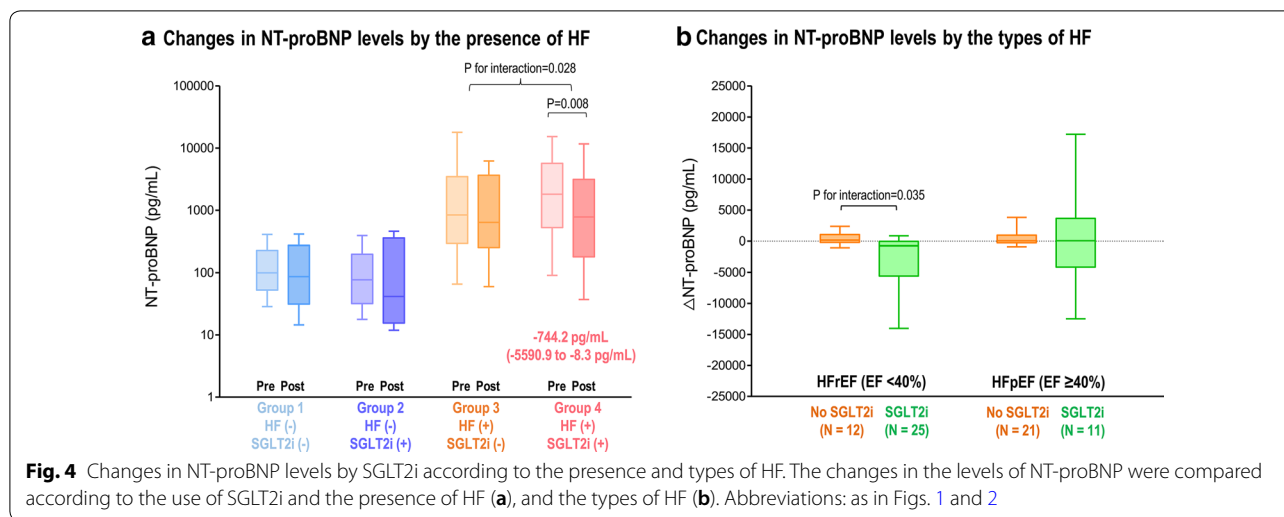 a Changes in NT-proBNP levels by the presence of HF
P for interaction=0.028
P=0.008
NT-proBNP (pg/mL)
100000
10000
1000
100
10
1
-744.2 pg/mL
(-5590.9 to -8.3 pg/mL)
Pre Post Pre Post Pre Post Pre Post
Group 1 Group 2 Group 3 Group 4
HF (-) HF (-) HF (+) HF (+)
SGLT2i (-) SGLT2i (+) SGLT2i (-) SGLT2i (+)
b Changes in NT-proBNP levels by the types of HF
△NT-proBNP (pg/mL)
25000
20000
15000
10000
5000
0
-5000
-10000
-15000
-20000
-25000
P for interaction=0.035
HFrEF (EF <40%) HFpEF (EF ≥40%)
No SGLT2i SGLT2i No SGLT2i SGLT2i
(N = 12) (N = 25) (N = 21) (N = 11)
Fig. 4 Changes in NT-proBNP levels by SGLT2i according to the presence and types of HF. The changes in the levels of NT-proBNP were compared
according to the use of SGLT2i and the presence of HF (a), and the types of HF (b). Abbreviations: as in Figs. 1 and 2